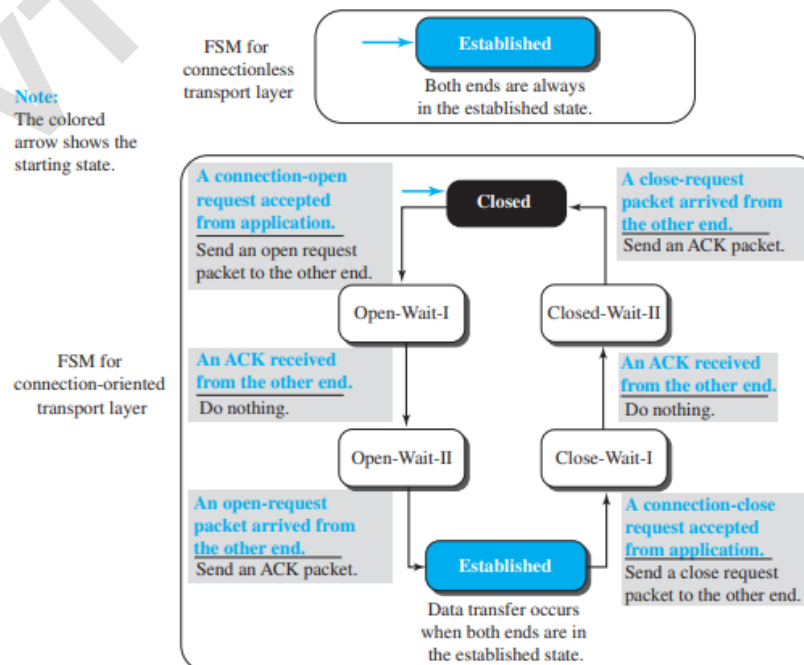 FSM for
connectionless
transport layer
Established
Both ends are always
in the established state.
Note:
The colored
arrow shows the
starting state.
A connection-open
request accepted
from application.
Send an open request
packet to the other end.
Closed
A close-request
packet arrived from
the other end.
Send an ACK packet.
Open-Wait-I
Closed-Wait-II
FSM for
connection-oriented
transport layer
An ACK received
from the other end.
Do nothing.
An ACK received
from the other end.
Do nothing.
Open-Wait-II
Close-Wait-I
An open-request
packet arrived from
the other end.
Send an ACK packet.
Established
A connection-close
request accepted
from application.
Send a close request
packet to the other end.
Data transfer occurs
when both ends are in
the established state.